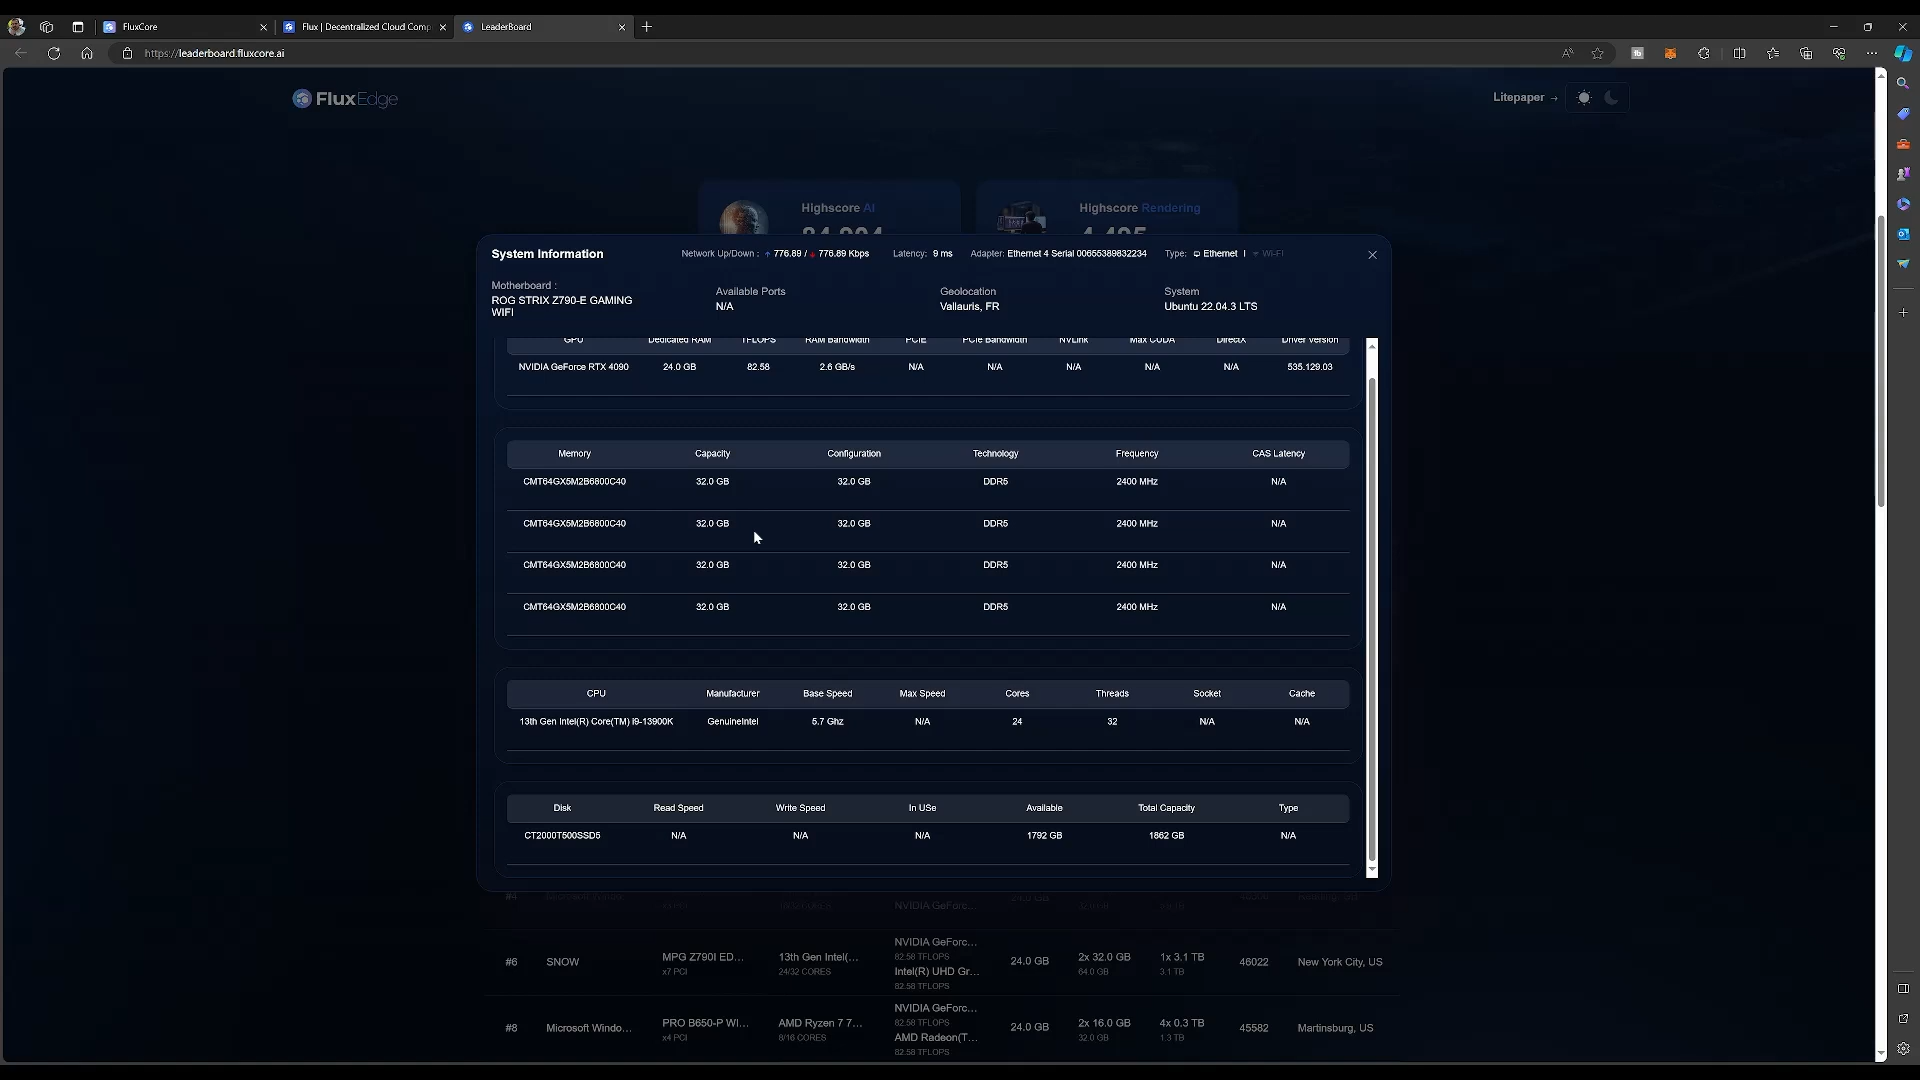 FluxCore
Flux | Decentralized Cloud Comp
LeaderBoard
https://leaderboard.fluxcore.ai
FluxEdge
Litepaper →
Highscore AI
Highscore Rendering
System Information
Network Up/Down : 776.89 / 776.89 Kbps
Latency: 9 ms
Adapter: Ethernet 4 Serial 00655389832234
Type: Ethernet | Wi-Fi
Motherboard :
ROG STRIX Z790-E GAMING
WIFI
Available Ports
N/A
Geolocation
Vallauris, FR
System
Ubuntu 22.04.3 LTS
GPU Dedicated RAM TFLOPS RAM Bandwidth PCIE PCIe Bandwidth NVLink Max CUDA DirectX Driver Version
NVIDIA GeForce RTX 4090 24.0 GB 82.58 2.6 GB/s N/A N/A N/A N/A N/A 535.129.03
Memory Capacity Configuration Technology Frequency CAS Latency
CMT64GX5M2B6800C40 32.0 GB 32.0 GB DDR5 2400 MHz N/A
CMT64GX5M2B6800C40 32.0 GB 32.0 GB DDR5 2400 MHz N/A
CMT64GX5M2B6800C40 32.0 GB 32.0 GB DDR5 2400 MHz N/A
CMT64GX5M2B6800C40 32.0 GB 32.0 GB DDR5 2400 MHz N/A
CPU Manufacturer Base Speed Max Speed Cores Threads Socket Cache
13th Gen Intel(R) Core(TM) i9-13900K GenuineIntel 5.7 Ghz N/A 24 32 N/A N/A
Disk Read Speed Write Speed In USe Available Total Capacity Type
CT2000T500SSD5 N/A N/A N/A 1792 GB 1862 GB N/A
NVIDIA GeForc...
#6 SNOW MPG Z790I ED... 13th Gen Intel(... NVIDIA GeForc... 24.0 GB 2x 32.0 GB 1x 3.1 TB 46022 New York City, US
x7 PCI 24/32 CORES 82.58 TFLOPS 64.0 GB 3.1 TB
Intel(R) UHD Gr...
82.58 TFLOPS
#8 Microsoft Windo... PRO B650-P WI... AMD Ryzen 7 7... NVIDIA GeForc... 24.0 GB 2x 16.0 GB 4x 0.3 TB 45582 Martinsburg, US
x4 PCI 8/16 CORES 82.58 TFLOPS 32.0 GB 1.3 TB
AMD Radeon(T...
82.58 TFLOPS